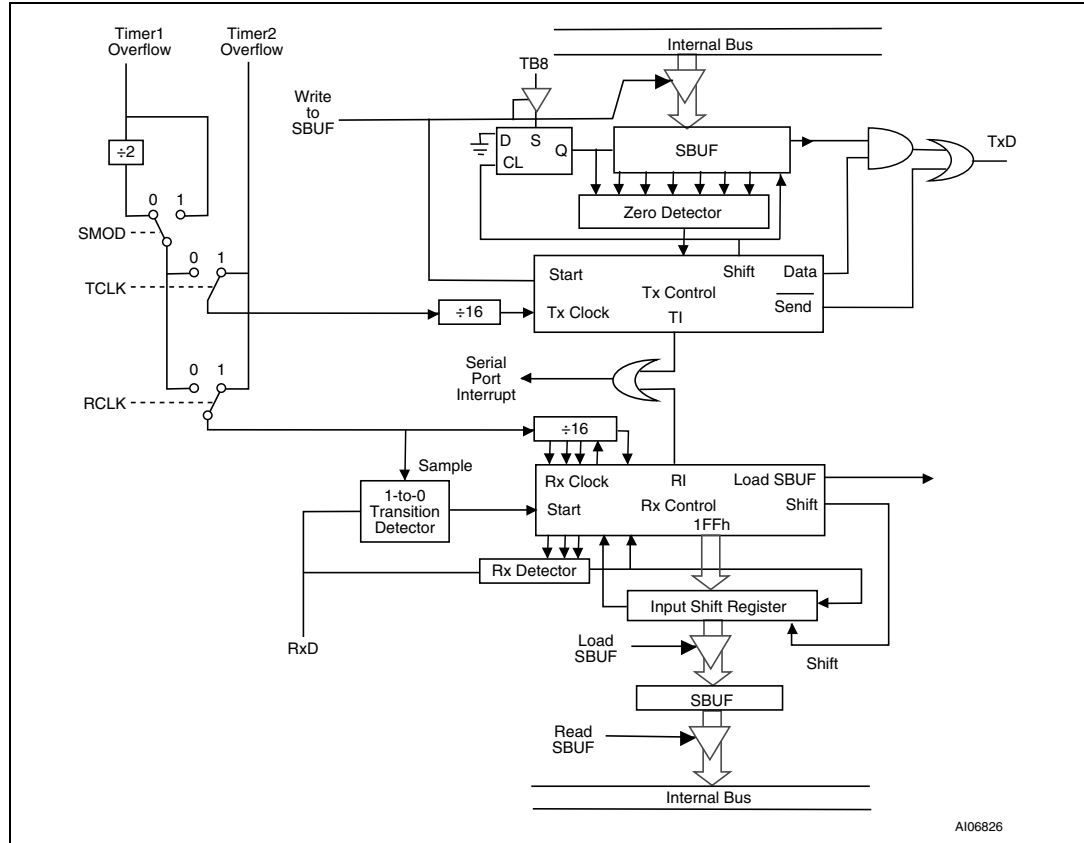 Timer1
Overflow
Timer2
Overflow
Internal Bus
TB8
Write
to
SBUF
÷2
D S
Q
CL
SBUF
TxD
Zero Detector
0 1
SMOD
0 1
TCLK
Shift
Start
Data
Tx Control
Send
Tx Clock
÷16
TI
Serial
Port
Interrupt
0 1
RCLK
÷16
Sample
1-to-0
Transition
Detector
Rx Clock
RI
Load SBUF
Start
Rx Control
Shift
1FFh
Rx Detector
Input Shift Register
RxD
Load
SBUF
Shift
SBUF
Read
SBUF
Internal Bus
AI06826